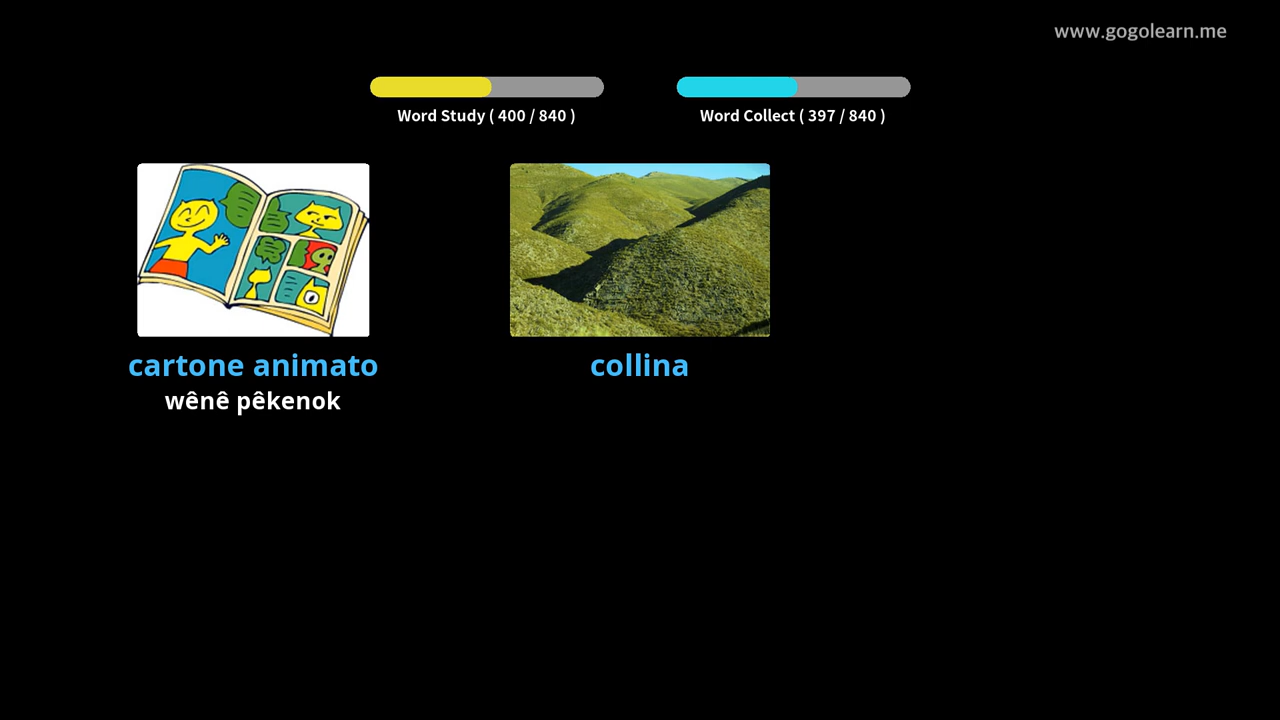 www.gogolearn.me
Word Study ( 400 / 840 )
Word Collect ( 397 / 840 )
cartone animato
wênê pêkenok
collina